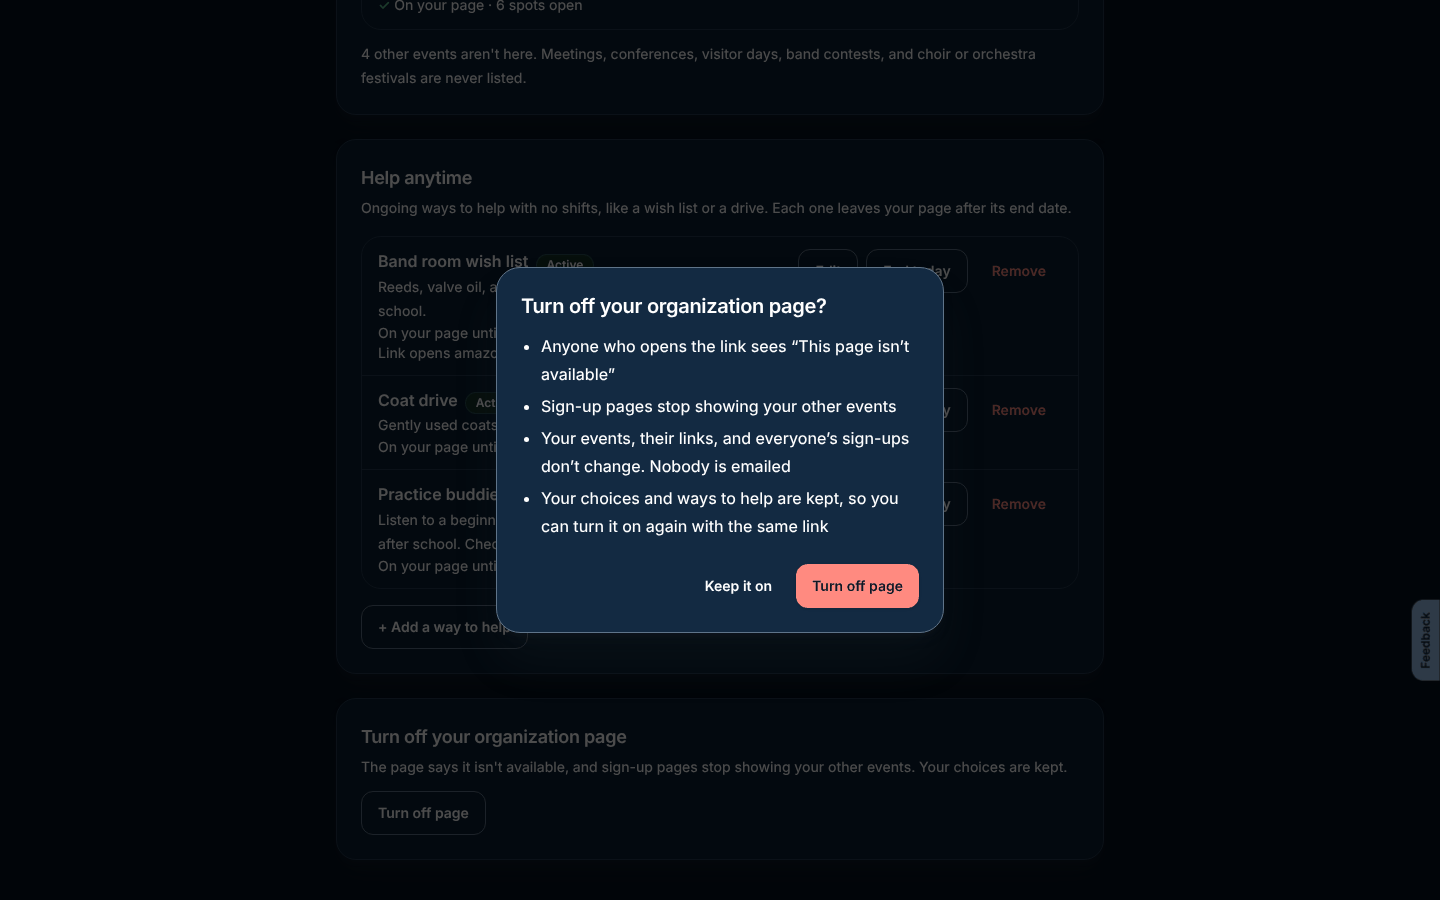 ✓ On your page · 6 spots open
4 other events aren't here. Meetings, conferences, visitor days, band contests, and choir or orchestra
festivals are never listed.
Help anytime
Ongoing ways to help with no shifts, like a wish list or a drive. Each one leaves your page after its end date.
Band room wish list Active
Remove
Reeds, valve oil, a
school.
On your page unti
Link opens amazo
Coat drive
Remove
Gently used coats
On your page unti
Practice buddie
Remove
Listen to a beginn
after school. Chec
On your page unti
+ Add a way to help
Turn off your organization page?
• Anyone who opens the link sees “This page isn’t
available”
• Sign-up pages stop showing your other events
• Your events, their links, and everyone’s sign-ups
don’t change. Nobody is emailed
• Your choices and ways to help are kept, so you
can turn it on again with the same link
Keep it on Turn off page
Feedback
Turn off your organization page
The page says it isn't available, and sign-up pages stop showing your other events. Your choices are kept.
Turn off page